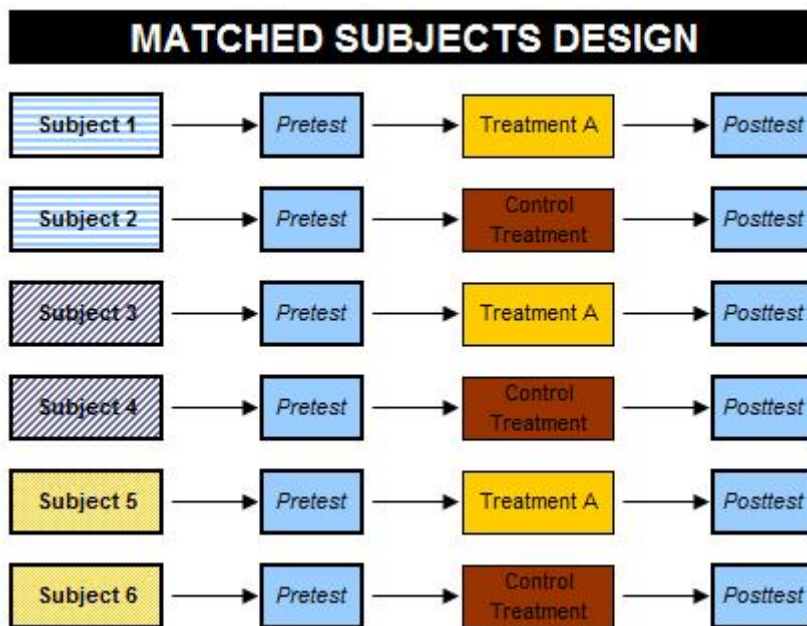 MATCHED SUBJECTS DESIGN
Subject 1 Pretest Treatment A Posttest
Subject 2 Pretest Control Treatment Posttest
Subject 3 Pretest Treatment A Posttest
Subject 4 Pretest Control Treatment Posttest
Subject 5 Pretest Treatment A Posttest
Subject 6 Pretest Control Treatment Posttest